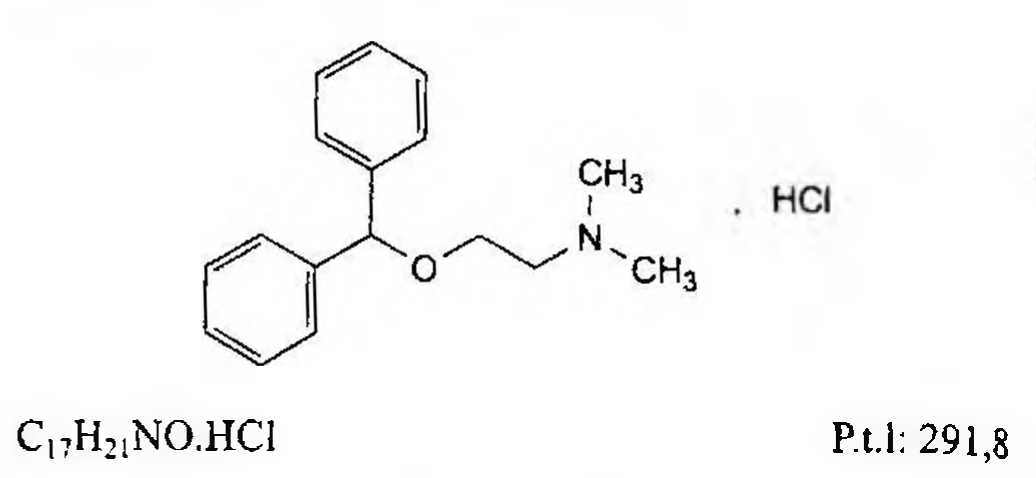 CH₃
. HCl
N
O
CH₃
C₁₇H₂₁NO.HCl P.t.l: 291,8